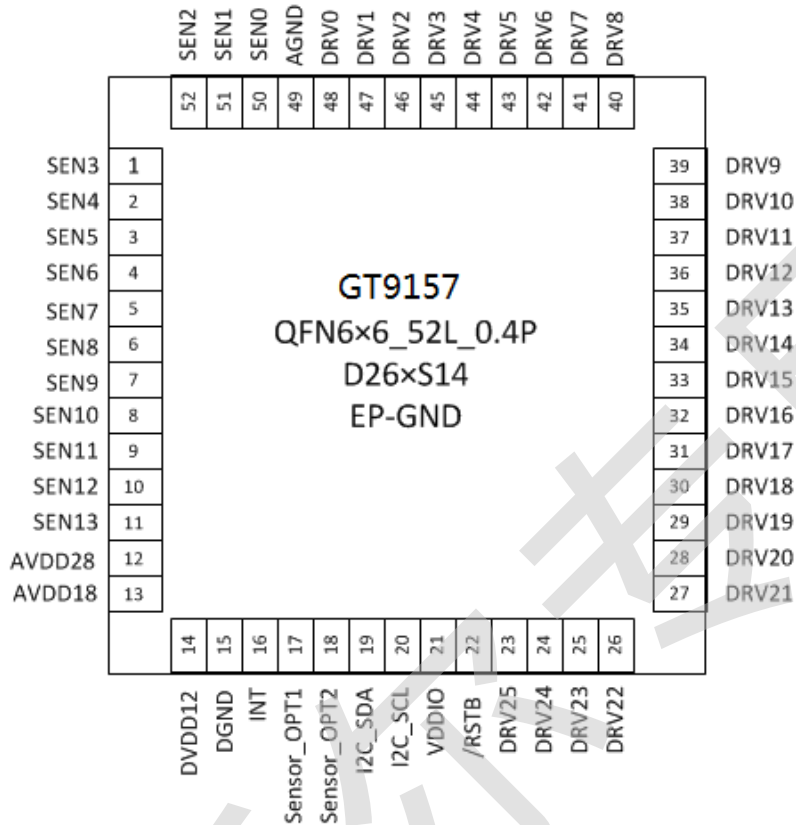 SEN2 SEN1 SEN0 AGND DRV0 DRV1 DRV2 DRV3 DRV4 DRV5 DRV6 DRV7 DRV8
52 51 50 49 48 47 46 45 44 43 42 41 40
SEN3 1 39 DRV9
SEN4 2 38 DRV10
SEN5 3 37 DRV11
SEN6 4 36 DRV12
SEN7 5 35 DRV13
SEN8 6 34 DRV14
SEN9 7 33 DRV15
SEN10 8 32 DRV16
SEN11 9 31 DRV17
SEN12 10 30 DRV18
SEN13 11 29 DRV19
AVDD28 12 28 DRV20
AVDD18 13 27 DRV21
GT9157
QFN6×6_52L_0.4P
D26×S14
EP-GND
14 15 16 17 18 19 20 21 22 23 24 25 26
DVDD12 DGND INT Sensor_OPT1 Sensor_OPT2 I2C_SDA I2C_SCL VDDIO /RSTB DRV25 DRV24 DRV23 DRV22